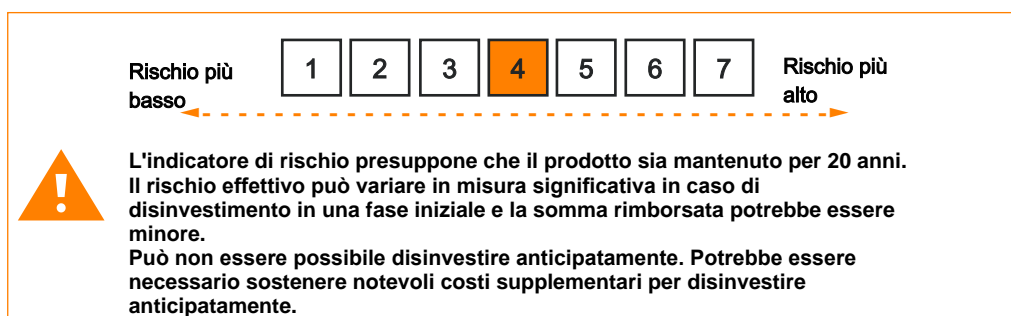 Rischio più
basso
1 2 3 4 5 6 7
Rischio più
alto
!
L'indicatore di rischio presuppone che il prodotto sia mantenuto per 20 anni.
Il rischio effettivo può variare in misura significativa in caso di
disinvestimento in una fase iniziale e la somma rimborsata potrebbe essere
minore.
Può non essere possibile disinvestire anticipatamente. Potrebbe essere
necessario sostenere notevoli costi supplementari per disinvestire
anticipatamente.